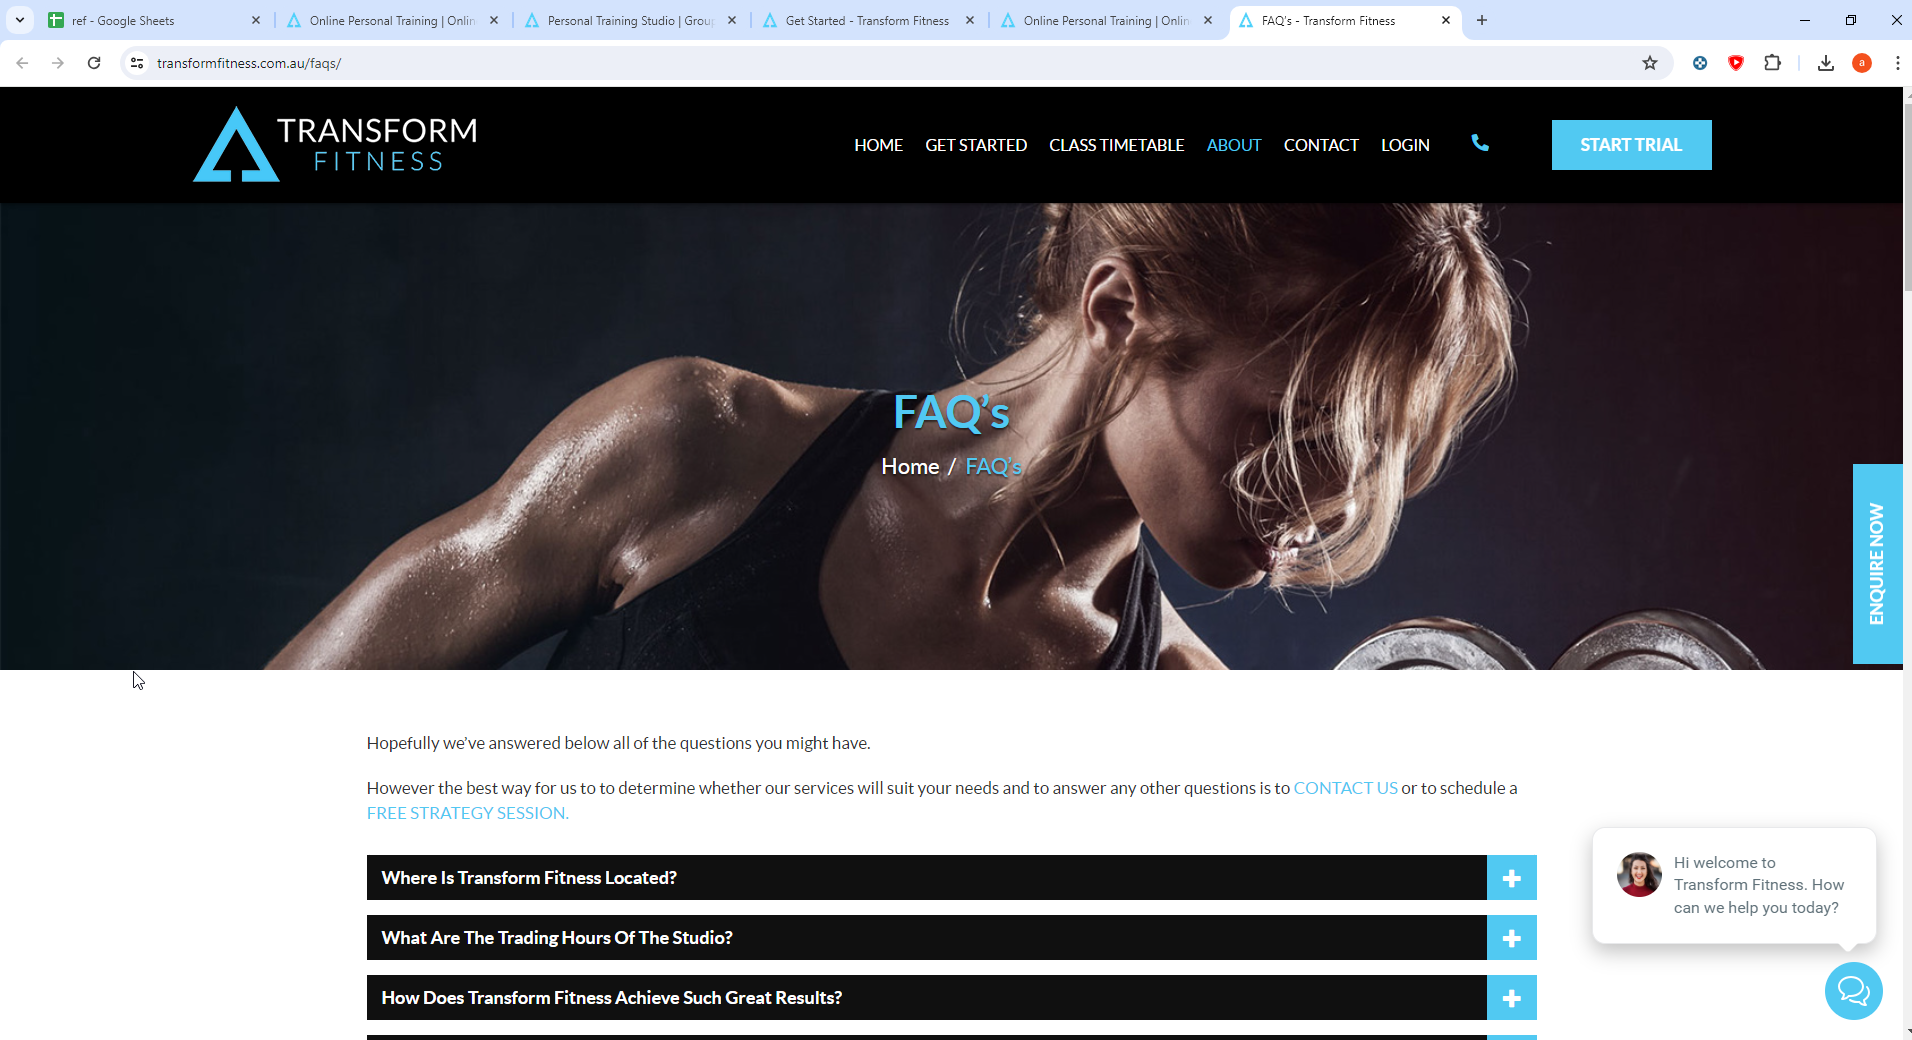 ref - Google Sheets
Online Personal Training | Onlin
Personal Training Studio | Grou
Get Started - Transform Fitness
Online Personal Training | Onlin
FAQ's - Transform Fitness
transformfitness.com.au/faqs/
a
TRANSFORM
FITNESS
HOME GET STARTED CLASS TIMETABLE ABOUT CONTACT LOGIN
START TRIAL
FAQ’s
Home / FAQ’s
ENQUIRE NOW
Hopefully we’ve answered below all of the questions you might have.
However the best way for us to to determine whether our services will suit your needs and to answer any other questions is to CONTACT US or to schedule a
FREE STRATEGY SESSION.
Where Is Transform Fitness Located?
What Are The Trading Hours Of The Studio?
How Does Transform Fitness Achieve Such Great Results?
Hi welcome to
Transform Fitness. How
can we help you today?